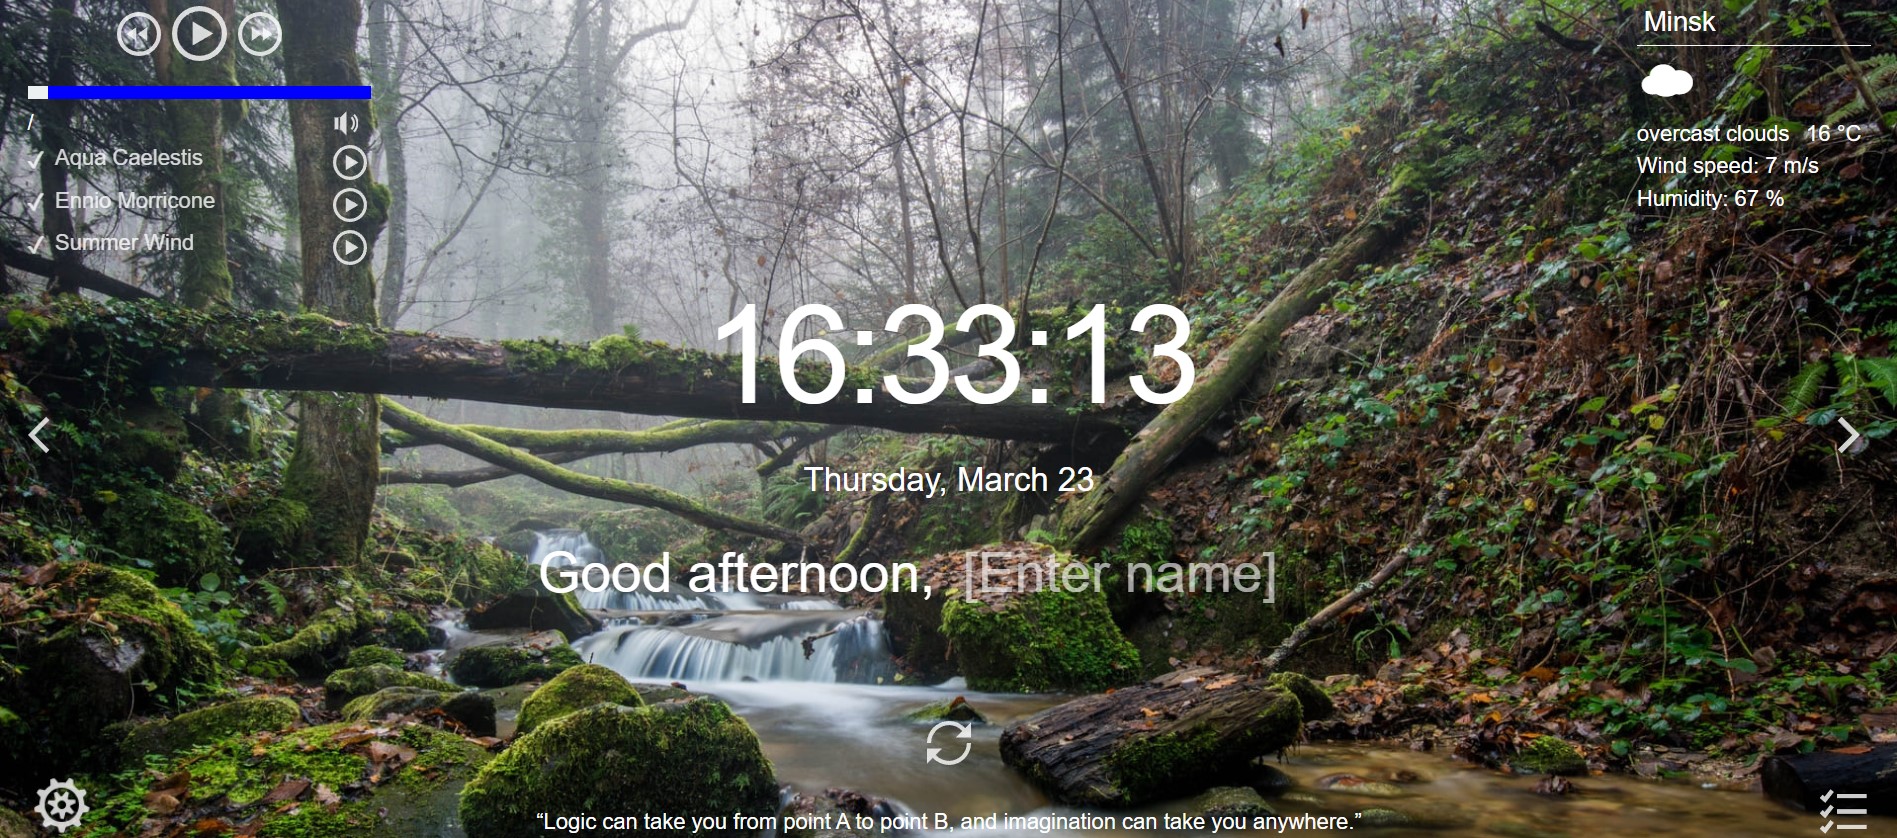 /
Aqua Caelestis
Ennio Morricone
Summer Wind
Minsk
overcast clouds 16 °C
Wind speed: 7 m/s
Humidity: 67 %
16:33:13
Thursday, March 23
Good afternoon, [Enter name]
“Logic can take you from point A to point B, and imagination can take you anywhere.”